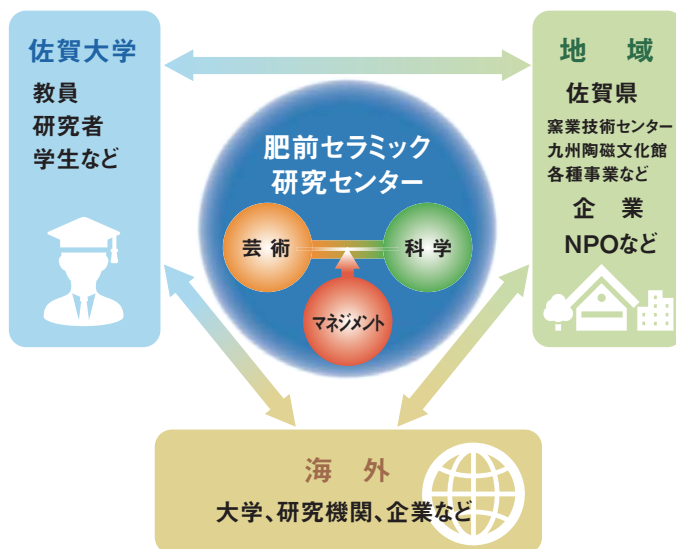 佐賀大学
教員
研究者
学生など
肥前セラミック
研究センター
芸術
科学
マネジメント
地　域
佐賀県
窯業技術センター
九州陶磁文化館
各種事業など
企　業
NPOなど
海　外
大学、研究機関、企業など